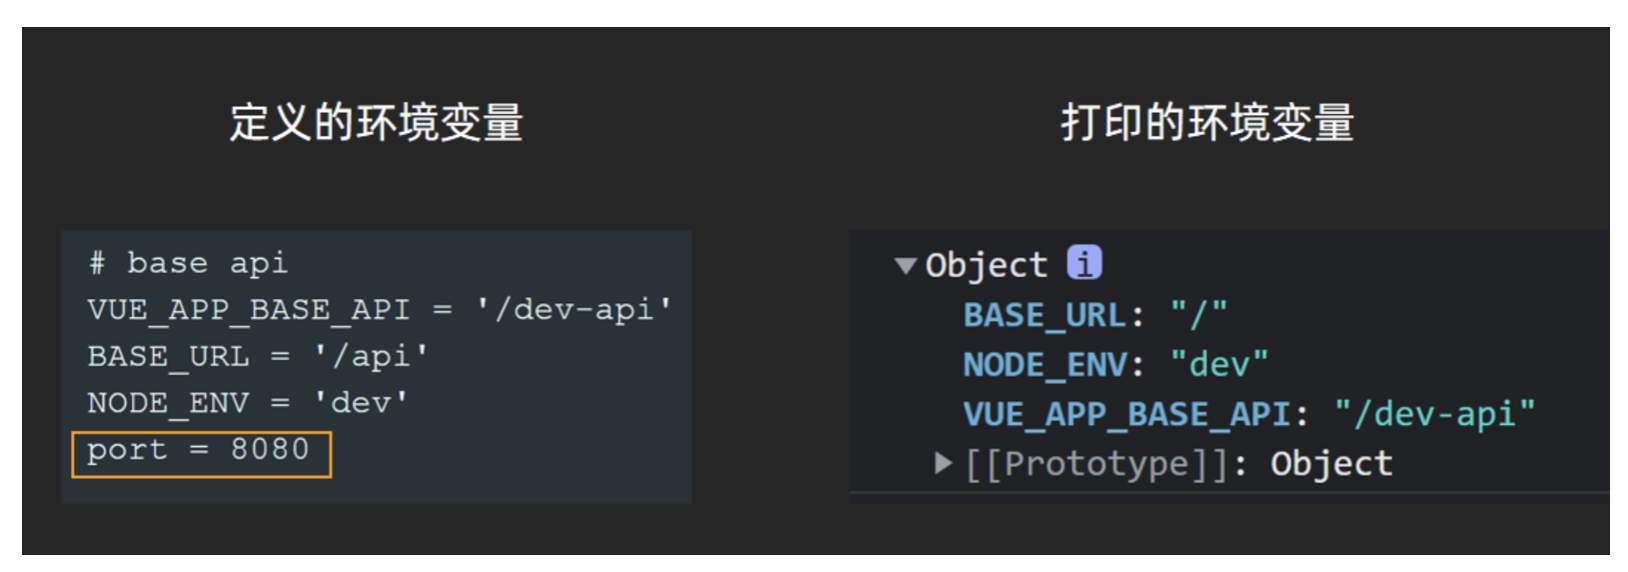 定义的环境变量
打印的环境变量
# base api
VUE_APP_BASE_API = '/dev-api'
BASE_URL = '/api'
NODE_ENV = 'dev'
port = 8080
▼Object i
BASE_URL: "/"
NODE_ENV: "dev"
VUE_APP_BASE_API: "/dev-api"
▶[[Prototype]]: Object